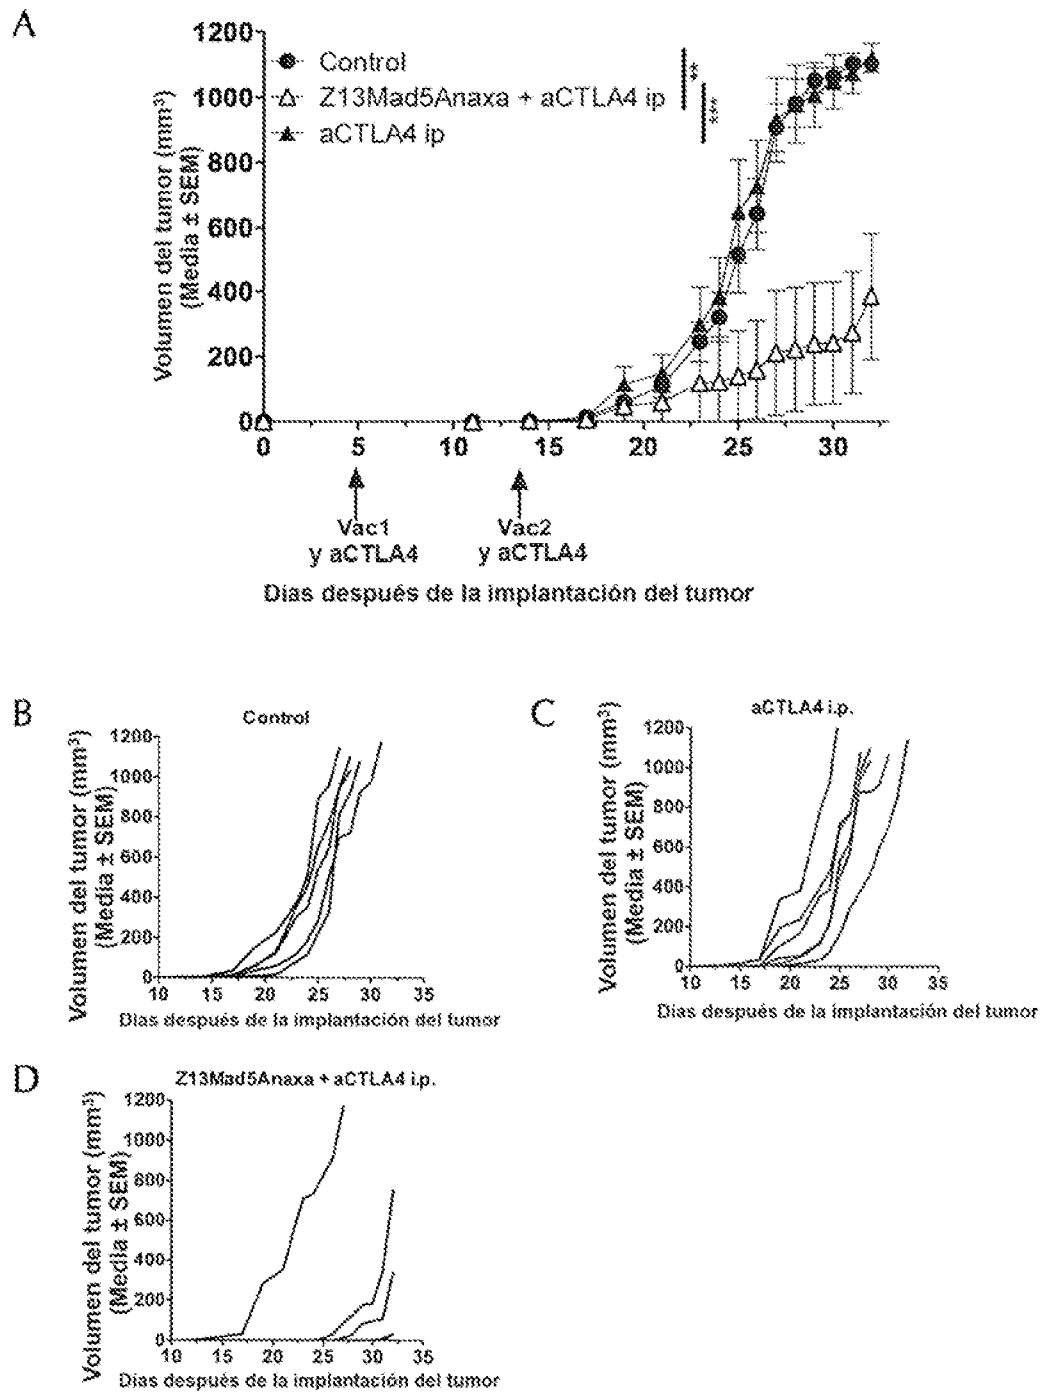 A
Volumen del tumor (mm³)
(Media ± SEM)
1200
1000
800
600
400
200
0
Control
Z13Mad5Anaxa + aCTLA4 ip
aCTLA4 ip
**
***
0 5 10 15 20 25 30
Vac1
y aCTLA4
Vac2
y aCTLA4
Días después de la implantación del tumor
B
Control
Volumen del tumor (mm³)
(Media ± SEM)
1200
1000
800
600
400
200
0
10 15 20 25 30 35
Días después de la implantación del tumor
C
aCTLA4 i.p.
Volumen del tumor (mm³)
(Media ± SEM)
1200
1000
800
600
400
200
0
10 15 20 25 30 35
Días después de la implantación del tumor
D
Z13Mad5Anaxa + aCTLA4 i.p.
Volumen del tumor (mm³)
(Media ± SEM)
1200
1000
800
600
400
200
0
10 15 20 25 30 35
Días después de la implantación del tumor